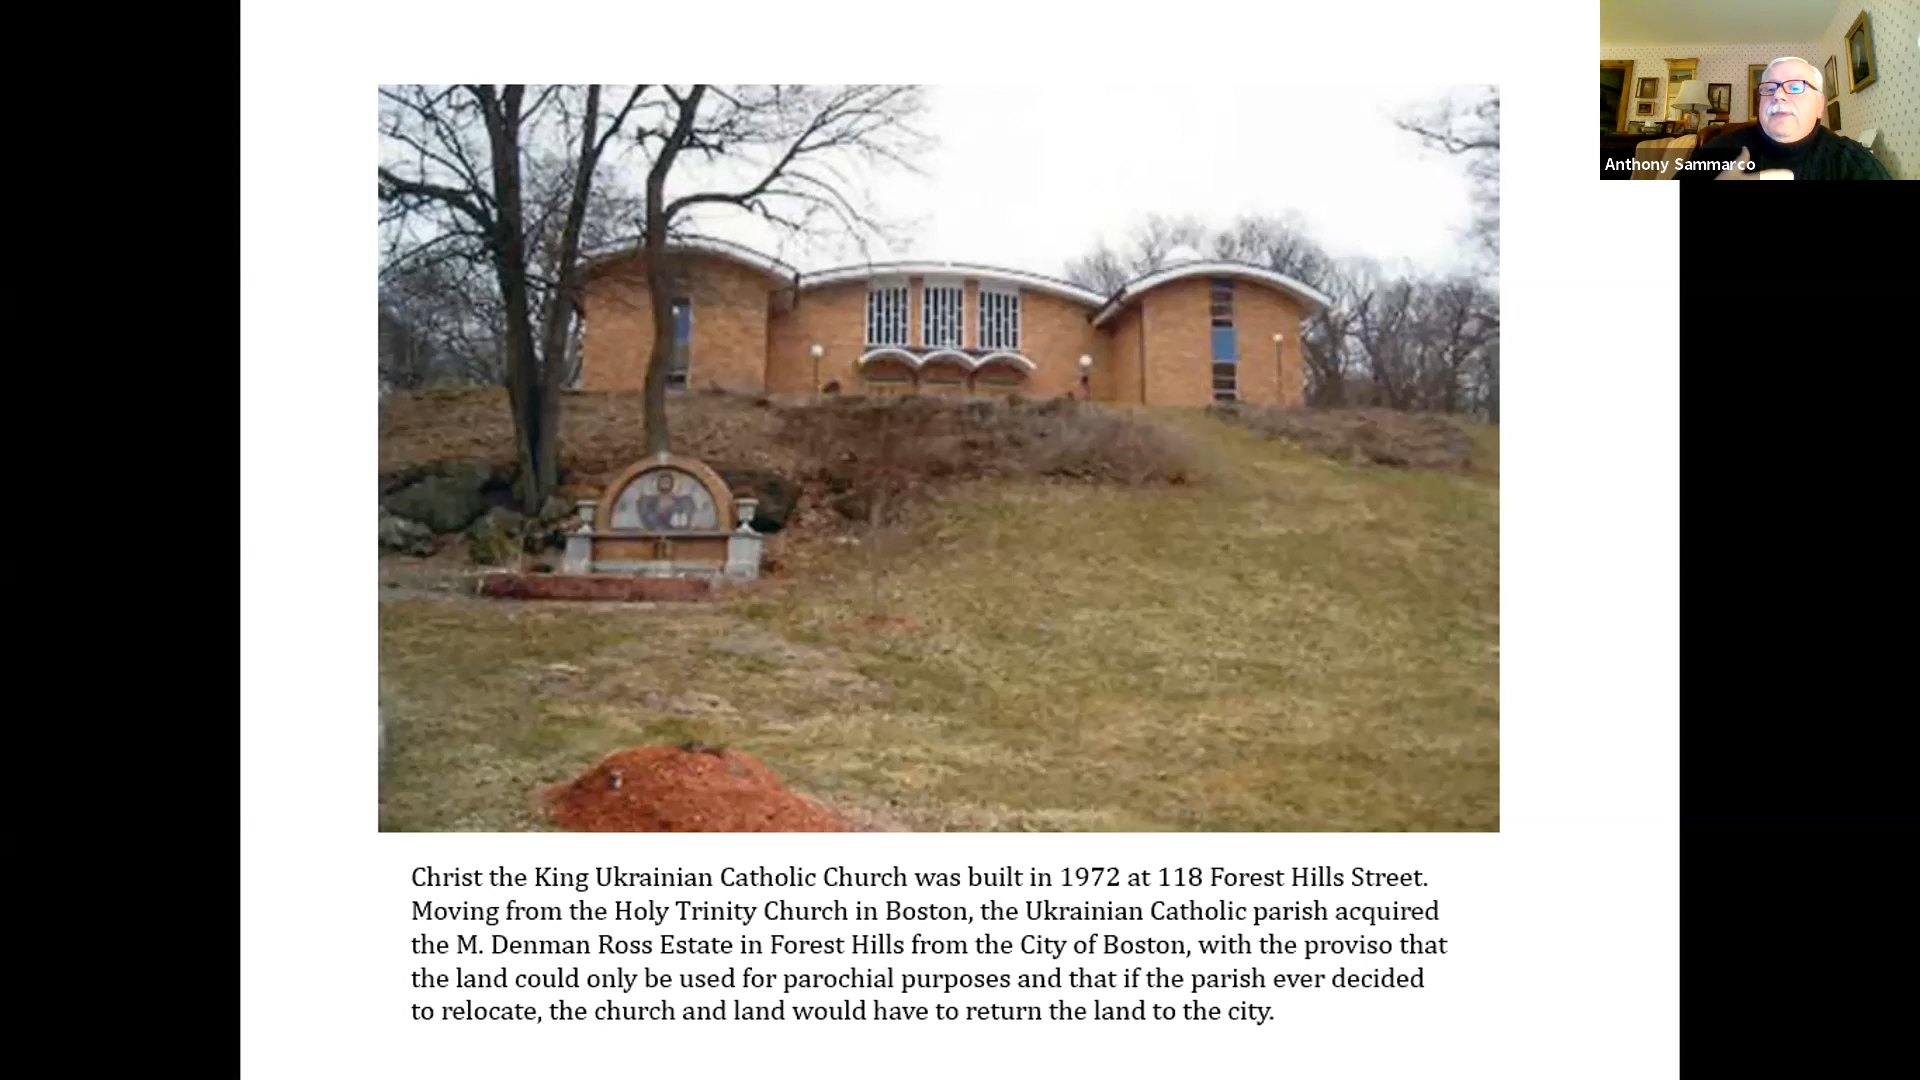 Anthony Sammarco
Christ the King Ukrainian Catholic Church was built in 1972 at 118 Forest Hills Street.
Moving from the Holy Trinity Church in Boston, the Ukrainian Catholic parish acquired
the M. Denman Ross Estate in Forest Hills from the City of Boston, with the proviso that
the land could only be used for parochial purposes and that if the parish ever decided
to relocate, the church and land would have to return the land to the city.